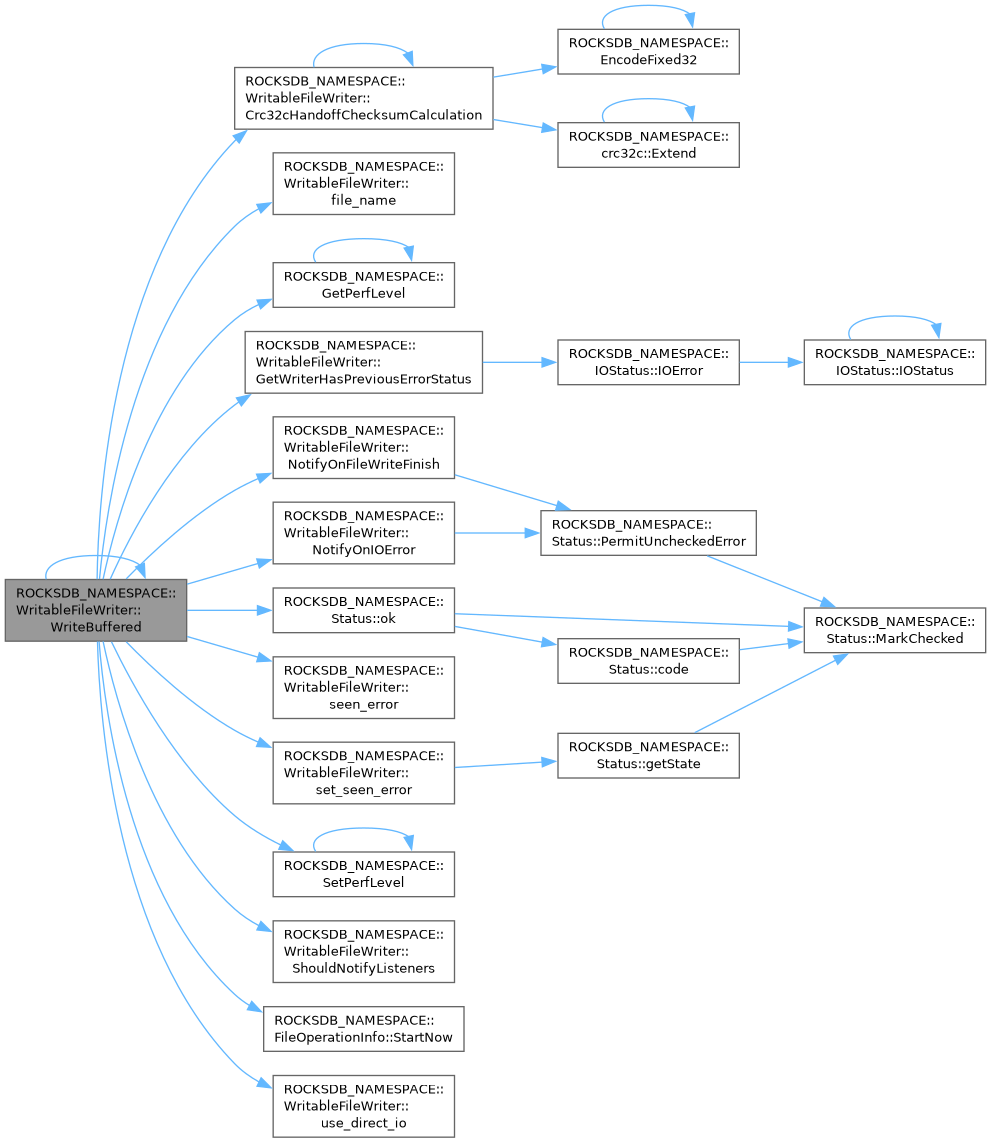 ROCKSDB_NAMESPACE::
WritableFileWriter::
WriteBuffered
ROCKSDB_NAMESPACE::
WritableFileWriter::
Crc32cHandoffChecksumCalculation
ROCKSDB_NAMESPACE::
EncodeFixed32
ROCKSDB_NAMESPACE::
crc32c::Extend
ROCKSDB_NAMESPACE::
WritableFileWriter::
file_name
ROCKSDB_NAMESPACE::
GetPerfLevel
ROCKSDB_NAMESPACE::
WritableFileWriter::
GetWriterHasPreviousErrorStatus
ROCKSDB_NAMESPACE::
IOStatus::IOError
ROCKSDB_NAMESPACE::
IOStatus::IOStatus
ROCKSDB_NAMESPACE::
WritableFileWriter::
NotifyOnFileWriteFinish
ROCKSDB_NAMESPACE::
WritableFileWriter::
NotifyOnIOError
ROCKSDB_NAMESPACE::
Status::PermitUncheckedError
ROCKSDB_NAMESPACE::
Status::ok
ROCKSDB_NAMESPACE::
Status::MarkChecked
ROCKSDB_NAMESPACE::
Status::code
ROCKSDB_NAMESPACE::
WritableFileWriter::
seen_error
ROCKSDB_NAMESPACE::
WritableFileWriter::
set_seen_error
ROCKSDB_NAMESPACE::
Status::getState
ROCKSDB_NAMESPACE::
SetPerfLevel
ROCKSDB_NAMESPACE::
WritableFileWriter::
ShouldNotifyListeners
ROCKSDB_NAMESPACE::
FileOperationInfo::StartNow
ROCKSDB_NAMESPACE::
WritableFileWriter::
use_direct_io